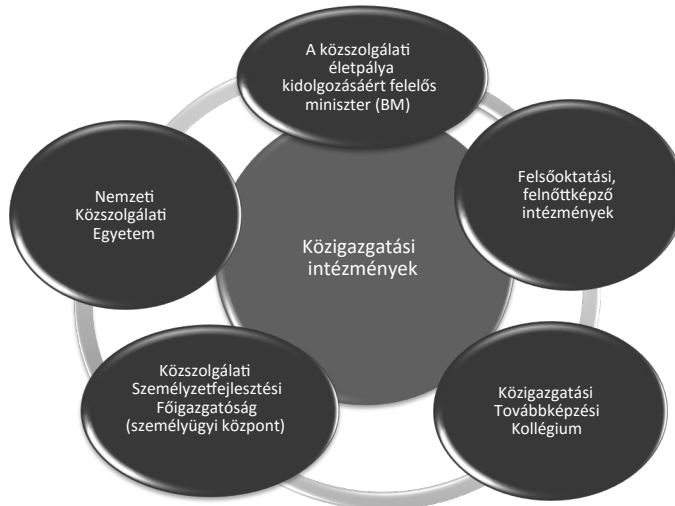 A közszolgálati
életpálya
kidolgozásáért felelős
miniszter (BM)
Nemzeti
Közszolgálati
Egyetem
Felsőoktatási,
felnőttképző
intézmények
Közigazgatási
intézmények
Közszolgálati
Személyzetfejlesztési
Főigazgatóság
(személyügyi központ)
Közigazgatási
Továbbképzési
Kollégium